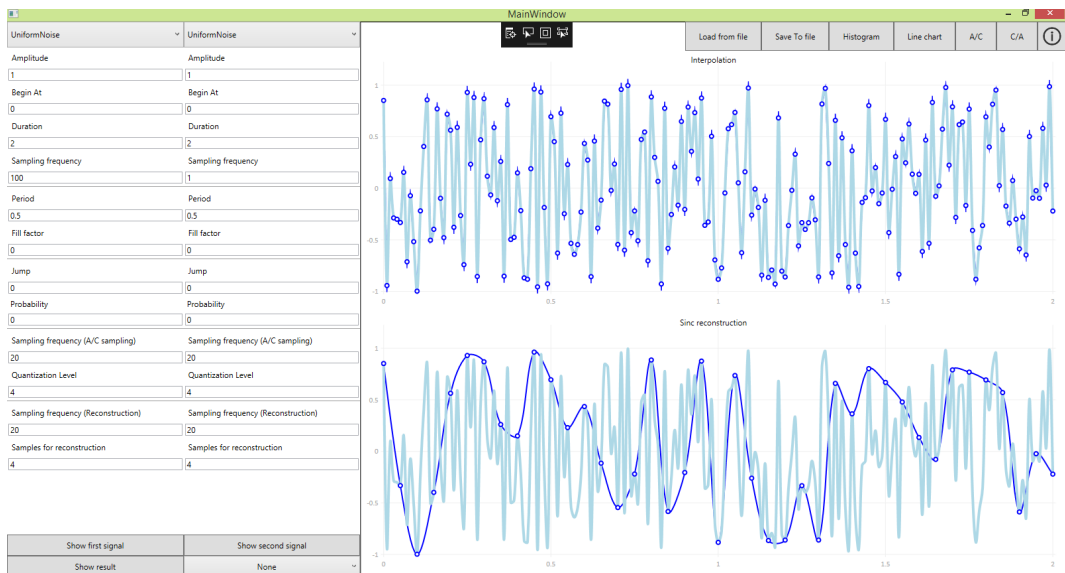 MainWindow
UniformNoise UniformNoise
Load from file Save To file Histogram Line chart A/C C/A
Amplitude Amplitude
1 1
Begin At Begin At
0 0
Duration Duration
2 2
Sampling frequency Sampling frequency
100 1
Period Period
0.5 0.5
Fill factor Fill factor
0 0
Jump Jump
0 0
Probability Probability
0 0
Sampling frequency (A/C sampling) Sampling frequency (A/C sampling)
20 20
Quantization Level Quantization Level
4 4
Sampling frequency (Reconstruction) Sampling frequency (Reconstruction)
20 20
Samples for reconstruction Samples for reconstruction
4 4
Show first signal Show second signal
Show result None
Interpolation
1
0.5
0
-0.5
-1
0 0.5 1 1.5 2
Sinc reconstruction
1
0.5
0
-0.5
-1
0 0.5 1 1.5 2